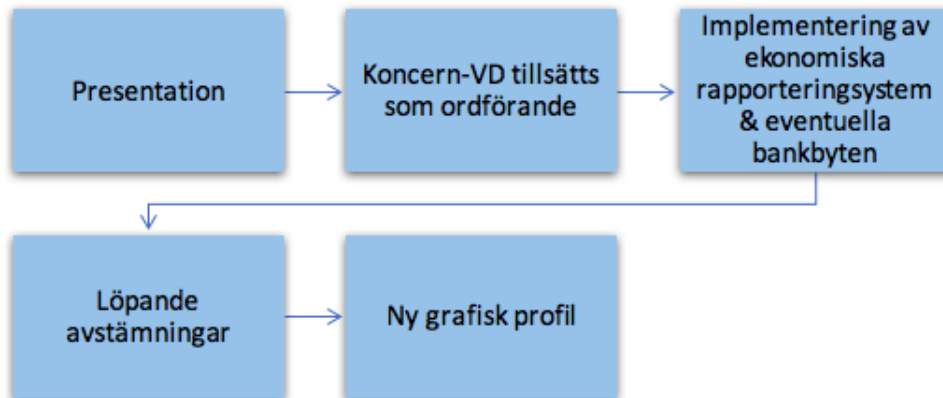 Presentation
Koncern-VD tillsätts
som ordförande
Implementering av
ekonomiska
rapporteringsystem
& eventuella
bankbyten
Löpande
avstämningar
Ny grafisk profil